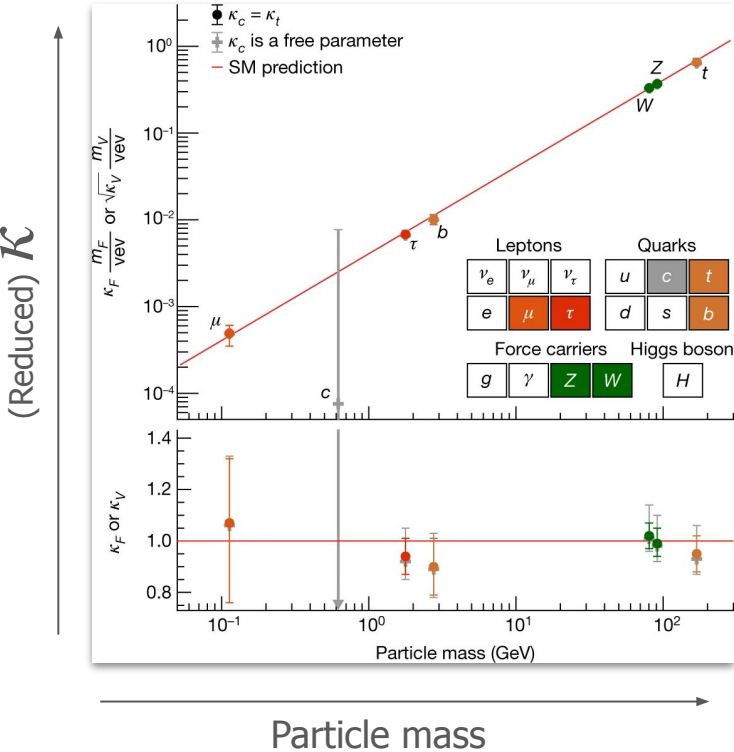 κc = κt
κc is a free parameter
SM prediction
10⁰
10⁻¹
10⁻²
10⁻³
10⁻⁴
κF mF/vev or √κV mV/vev
(Reduced) κ
μ
c
τ
b
W
Z
t
Leptons
νe νμ ντ
e μ τ
Quarks
u c t
d s b
Force carriers
g γ Z W
Higgs boson
H
1.4
1.2
1.0
0.8
κF or κV
10⁻¹ 10⁰ 10¹ 10²
Particle mass (GeV)
Particle mass